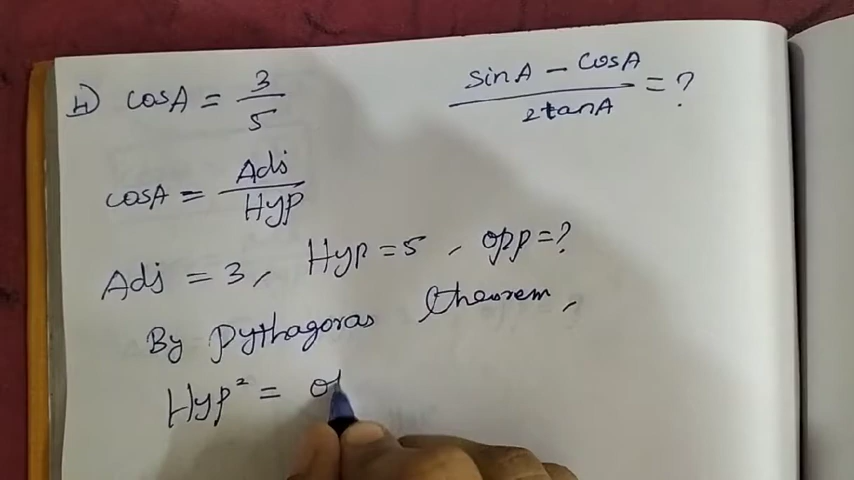 4) cosA = 3/5
sinA - cosA / 2tanA = ?
cosA = Adj / Hyp
Adj = 3, Hyp = 5, opp = ?
By Pythagoras theorem,
Hyp² = o